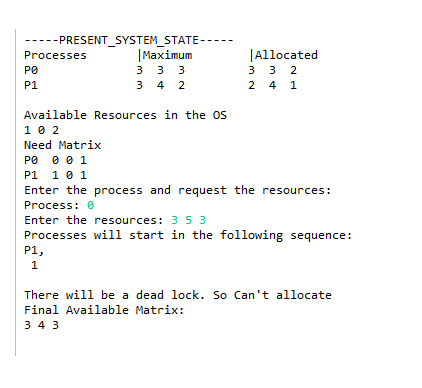 -----PRESENT_SYSTEM_STATE-----
Processes |Maximum |Allocated
P0 3 3 3 3 3 2
P1 3 4 2 2 4 1
Available Resources in the OS
1 0 2
Need Matrix
P0 0 0 1
P1 1 0 1
Enter the process and request the resources:
Process: 0
Enter the resources: 3 5 3
Processes will start in the following sequence:
P1,
1
There will be a dead lock. So Can't allocate
Final Available Matrix:
3 4 3